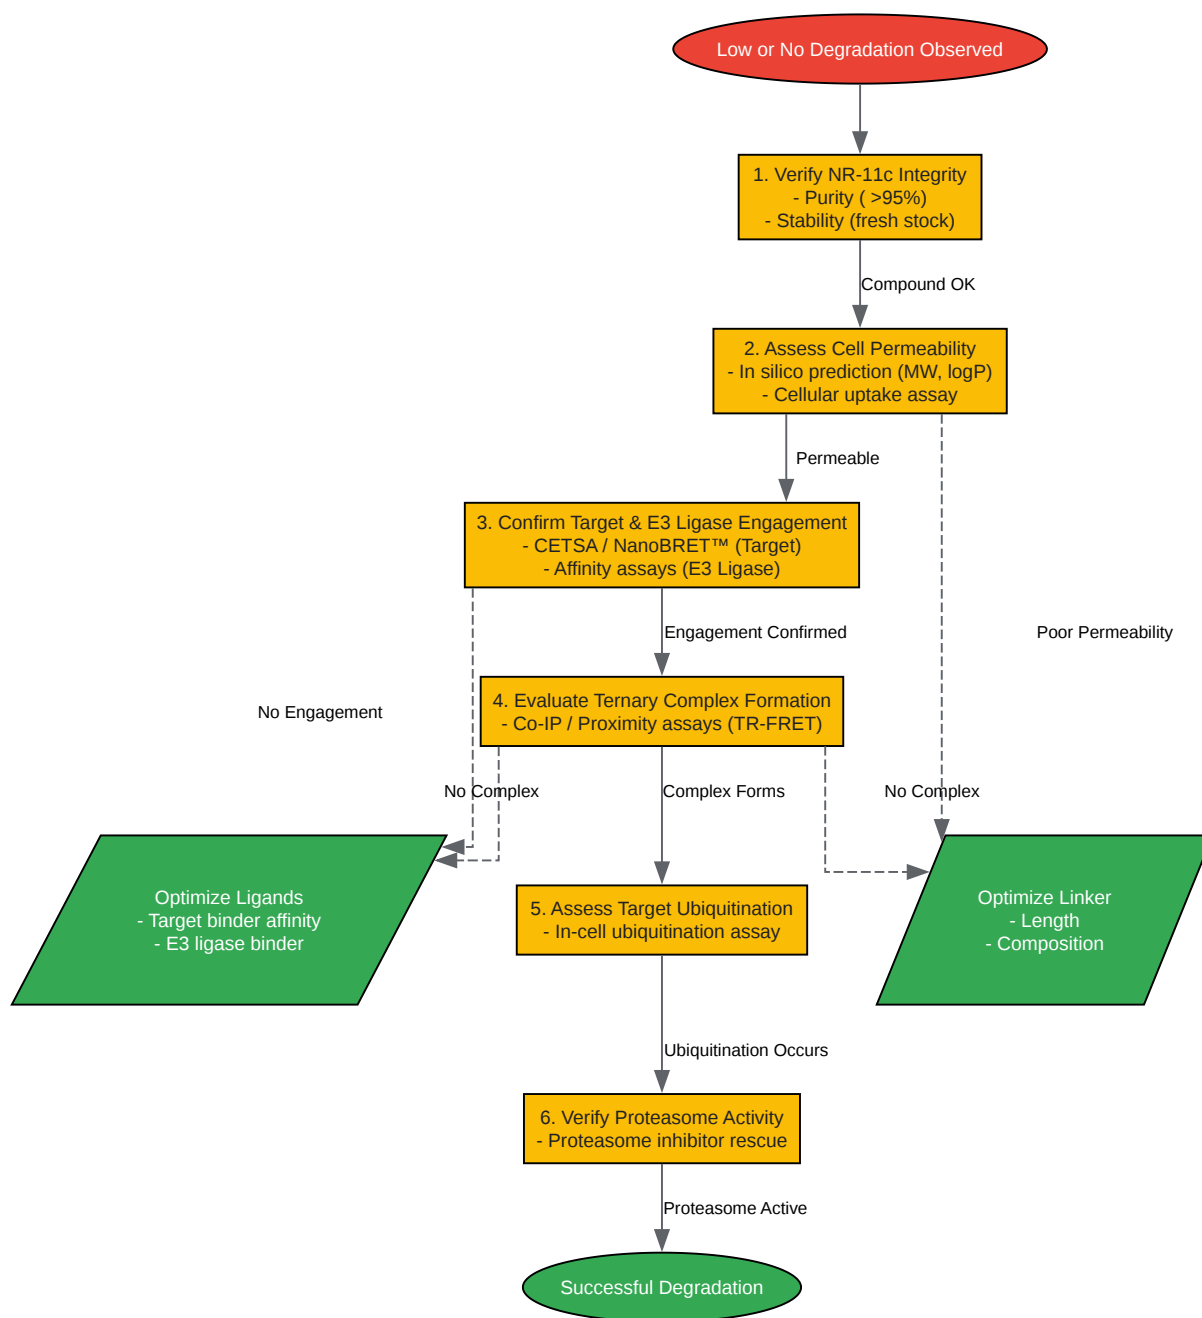 Low or No Degradation Observed
1. Verify NR-11c Integrity
- Purity ( >95%)
- Stability (fresh stock)
Compound OK
2. Assess Cell Permeability
- In silico prediction (MW, logP)
- Cellular uptake assay
Permeable
3. Confirm Target & E3 Ligase Engagement
- CETSA / NanoBRET™ (Target)
- Affinity assays (E3 Ligase)
Engagement Confirmed
Poor Permeability
No Engagement
4. Evaluate Ternary Complex Formation
- Co-IP / Proximity assays (TR-FRET)
No Complex
Complex Forms
No Complex
Optimize Ligands
- Target binder affinity
- E3 ligase binder
5. Assess Target Ubiquitination
- In-cell ubiquitination assay
Optimize Linker
- Length
- Composition
Ubiquitination Occurs
6. Verify Proteasome Activity
- Proteasome inhibitor rescue
Proteasome Active
Successful Degradation